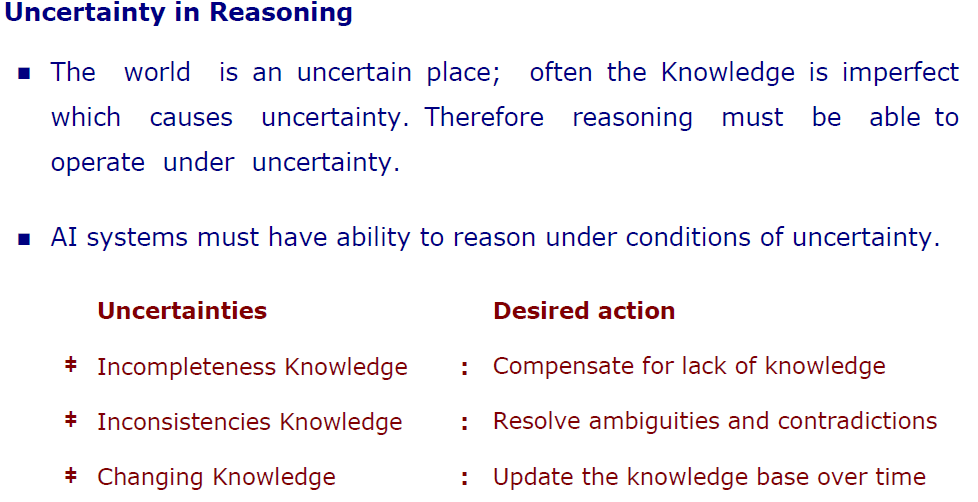 Uncertainty in Reasoning
▪ The world is an uncertain place; often the Knowledge is imperfect
which causes uncertainty. Therefore reasoning must be able to
operate under uncertainty.
▪ AI systems must have ability to reason under conditions of uncertainty.
Uncertainties Desired action
‡ Incompleteness Knowledge : Compensate for lack of knowledge
‡ Inconsistencies Knowledge : Resolve ambiguities and contradictions
‡ Changing Knowledge : Update the knowledge base over time